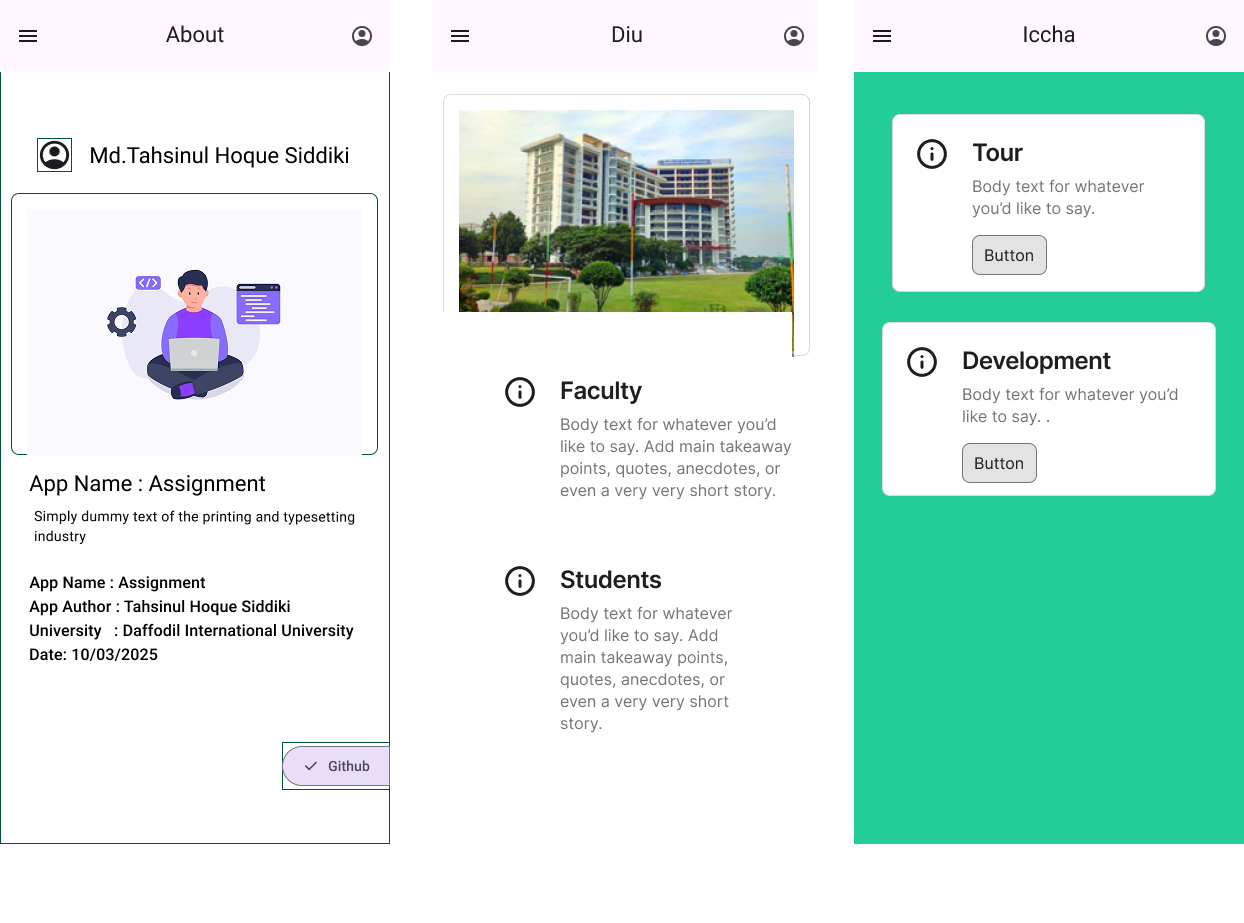 About
Md.Tahsinul Hoque Siddiki
</>
App Name : Assignment
Simply dummy text of the printing and typesetting
industry
App Name : Assignment
App Author : Tahsinul Hoque Siddiki
University   : Daffodil International University
Date: 10/03/2025
Github
Diu
Faculty
Body text for whatever you’d
like to say. Add main takeaway
points, quotes, anecdotes, or
even a very very short story.
Students
Body text for whatever
you’d like to say. Add
main takeaway points,
quotes, anecdotes, or
even a very very short
story.
Iccha
Tour
Body text for whatever
you’d like to say.
Button
Development
Body text for whatever you’d
like to say. .
Button